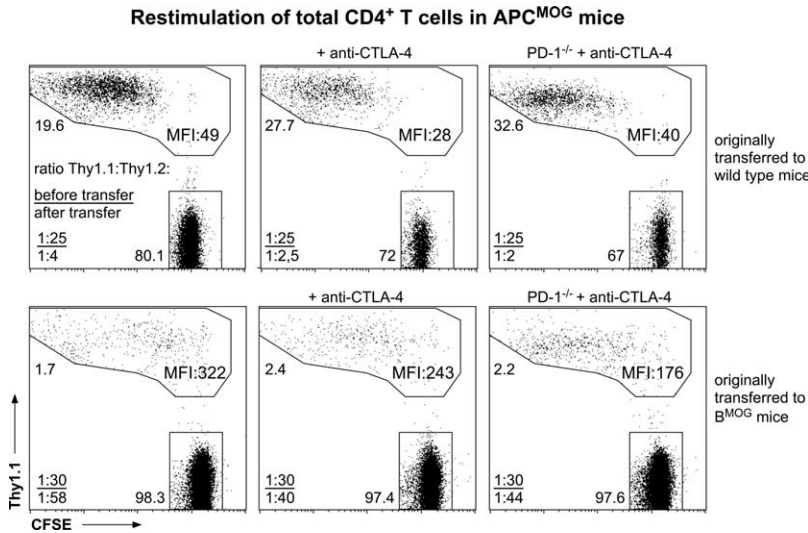 Restimulation of total CD4+ T cells in APCMOG mice
+ anti-CTLA-4
PD-1-/- + anti-CTLA-4
19.6
MFI:49
ratio Thy1.1:Thy1.2:
before transfer
after transfer
1:25
1:4
80.1
27.7
MFI:28
1:25
1:2,5
72
32.6
MFI:40
1:25
1:2
67
originally
transferred to
wild type mice
+ anti-CTLA-4
PD-1-/- + anti-CTLA-4
1.7
MFI:322
1:30
1:58
98.3
2.4
MFI:243
1:30
1:40
97.4
2.2
MFI:176
1:30
1:44
97.6
originally
transferred to
BMOG mice
Thy1.1
CFSE